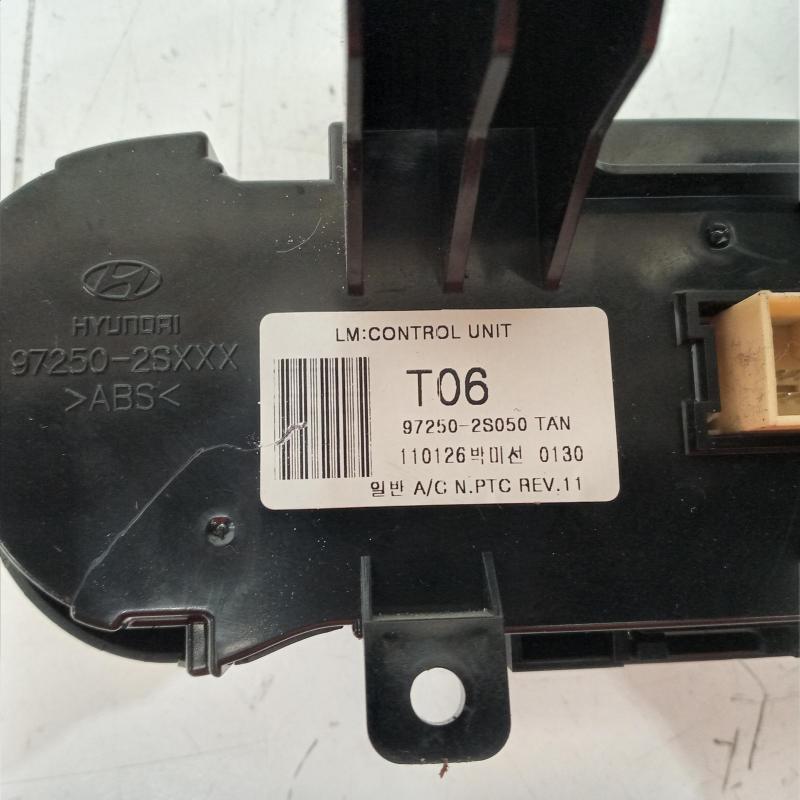 HYUNDAI
97250-2SXXX
>ABS<
LM:CONTROL UNIT
T06
97250-2S050 TAN
110126박미선 0130
일반 A/C N.PTC REV.11